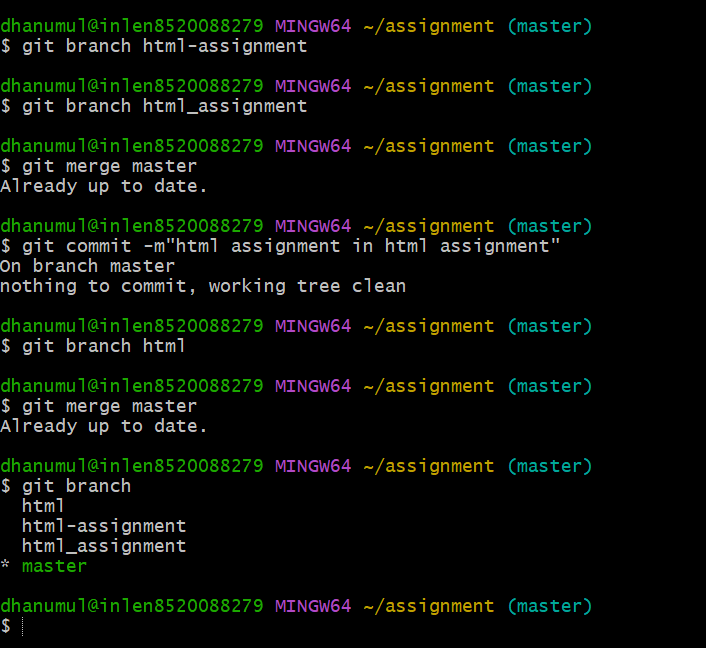 dhanumul@inlen8520088279 MINGW64 ~/assignment (master)
$ git branch html-assignment
dhanumul@inlen8520088279 MINGW64 ~/assignment (master)
$ git branch html_assignment
dhanumul@inlen8520088279 MINGW64 ~/assignment (master)
$ git merge master
Already up to date.
dhanumul@inlen8520088279 MINGW64 ~/assignment (master)
$ git commit -m"html assignment in html assignment"
On branch master
nothing to commit, working tree clean
dhanumul@inlen8520088279 MINGW64 ~/assignment (master)
$ git branch html
dhanumul@inlen8520088279 MINGW64 ~/assignment (master)
$ git merge master
Already up to date.
dhanumul@inlen8520088279 MINGW64 ~/assignment (master)
$ git branch
  html
  html-assignment
  html_assignment
* master
dhanumul@inlen8520088279 MINGW64 ~/assignment (master)
$